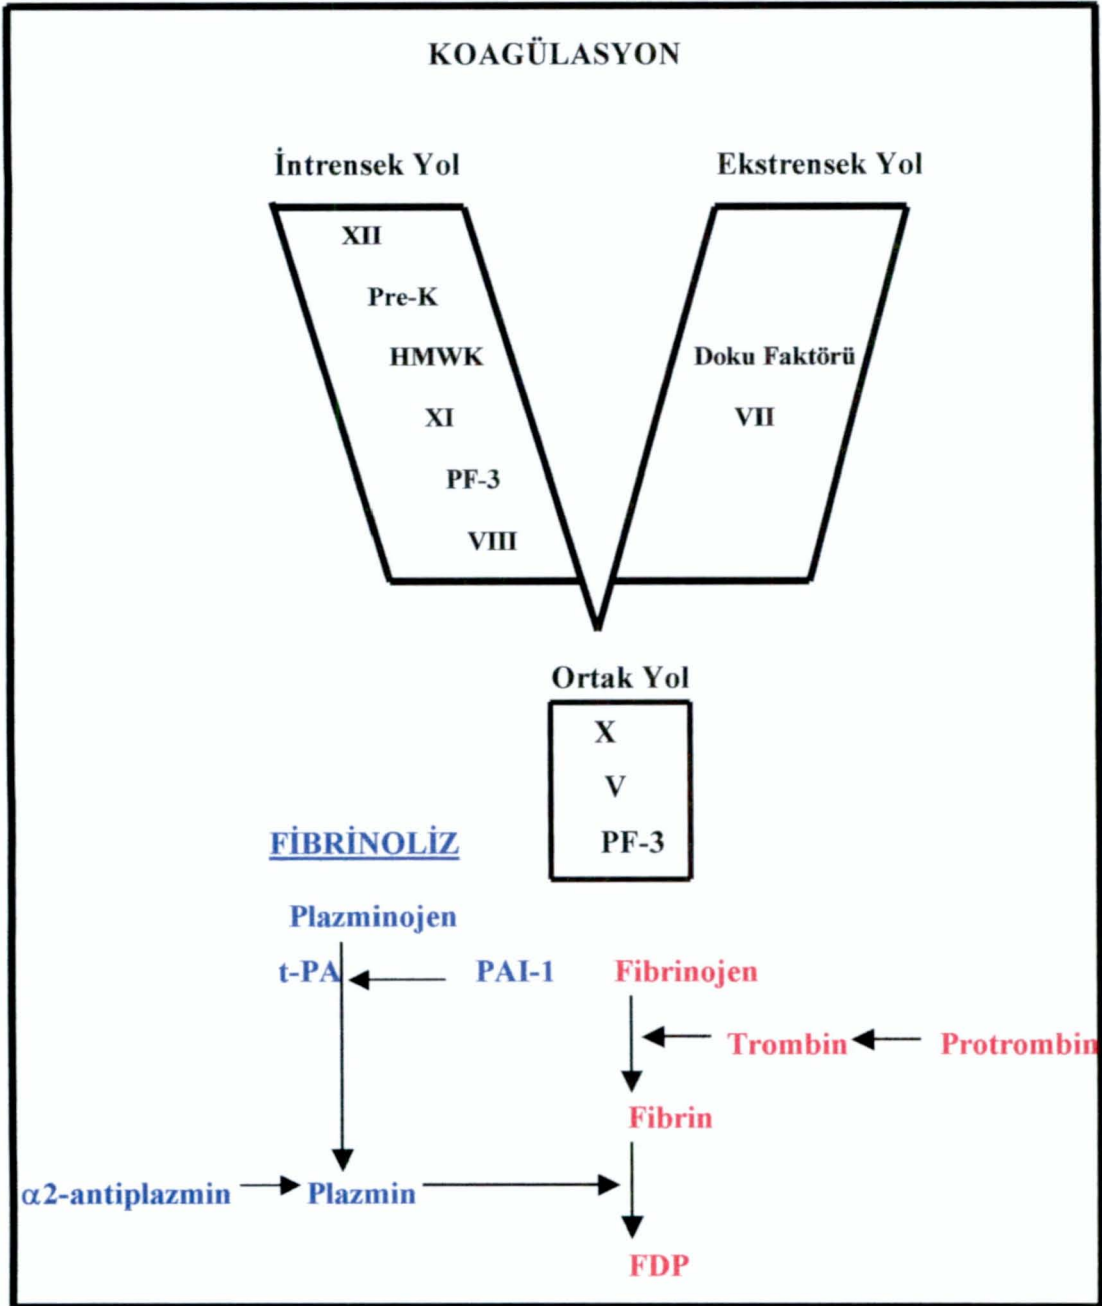 KOAGÜLASYON
İntrensek Yol
XII
Pre-K
HMWK
XI
PF-3
VIII
Ekstrensek Yol
Doku Faktörü
VII
Ortak Yol
X
V
PF-3
FİBRİNOLİZ
Plazminojen
t-PA
PAI-1
α2-antiplazmin
Plazmin
Fibrinojen
Trombin
Protrombin
Fibrin
FDP